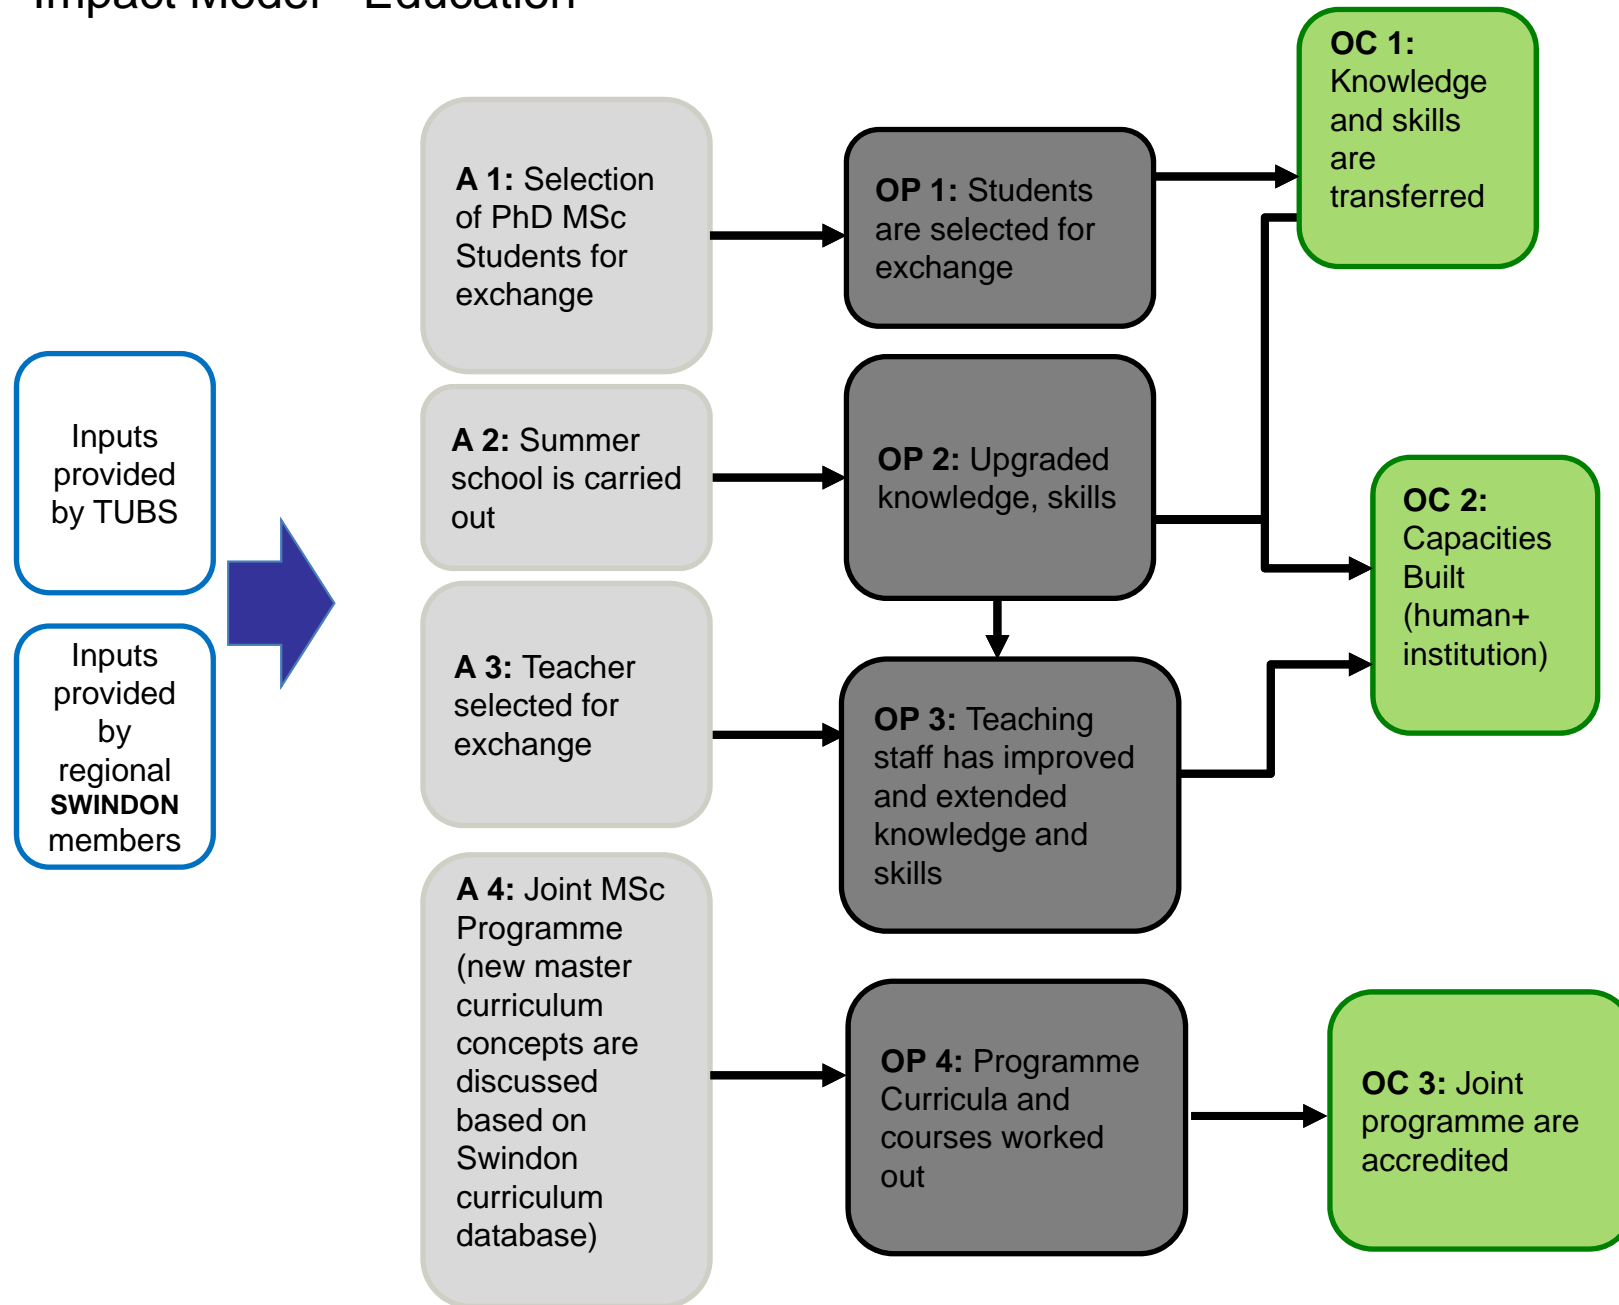 Impact Model - Education
Inputs
provided
by TUBS
Inputs
provided
by
regional
SWINDON
members
A 1: Selection
of PhD MSc
Students for
exchange
A 2: Summer
school is carried
out
A 3: Teacher
selected for
exchange
A 4: Joint MSc
Programme
(new master
curriculum
concepts are
discussed
based on
Swindon
curriculum
database)
OP 1: Students
are selected for
exchange
OP 2: Upgraded
knowledge, skills
OP 3: Teaching
staff has improved
and extended
knowledge and
skills
OP 4: Programme
Curricula and
courses worked
out
OC 1:
Knowledge
and skills
are
transferred
OC 2:
Capacities
Built
(human+
institution)
OC 3: Joint
programme are
accredited